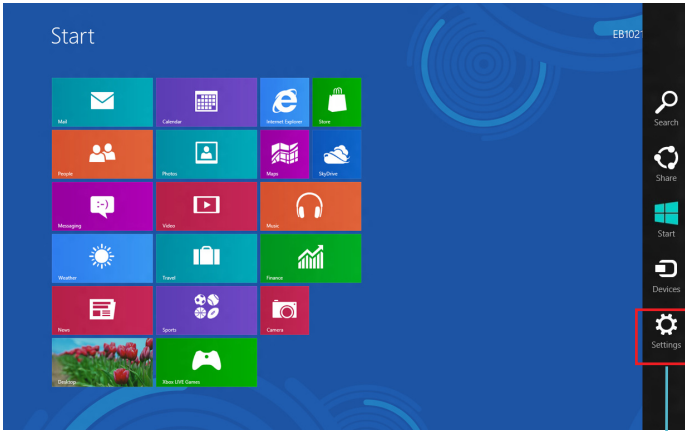 Start
EB1021
Mail
Calendar
Internet Explorer
Store
People
Photos
Maps
SkyDrive
Messaging
:-)
Video
Music
Weather
Travel
Finance
News
Sports
Camera
Desktop
Xbox LIVE Games
Search
Share
Start
Devices
Settings